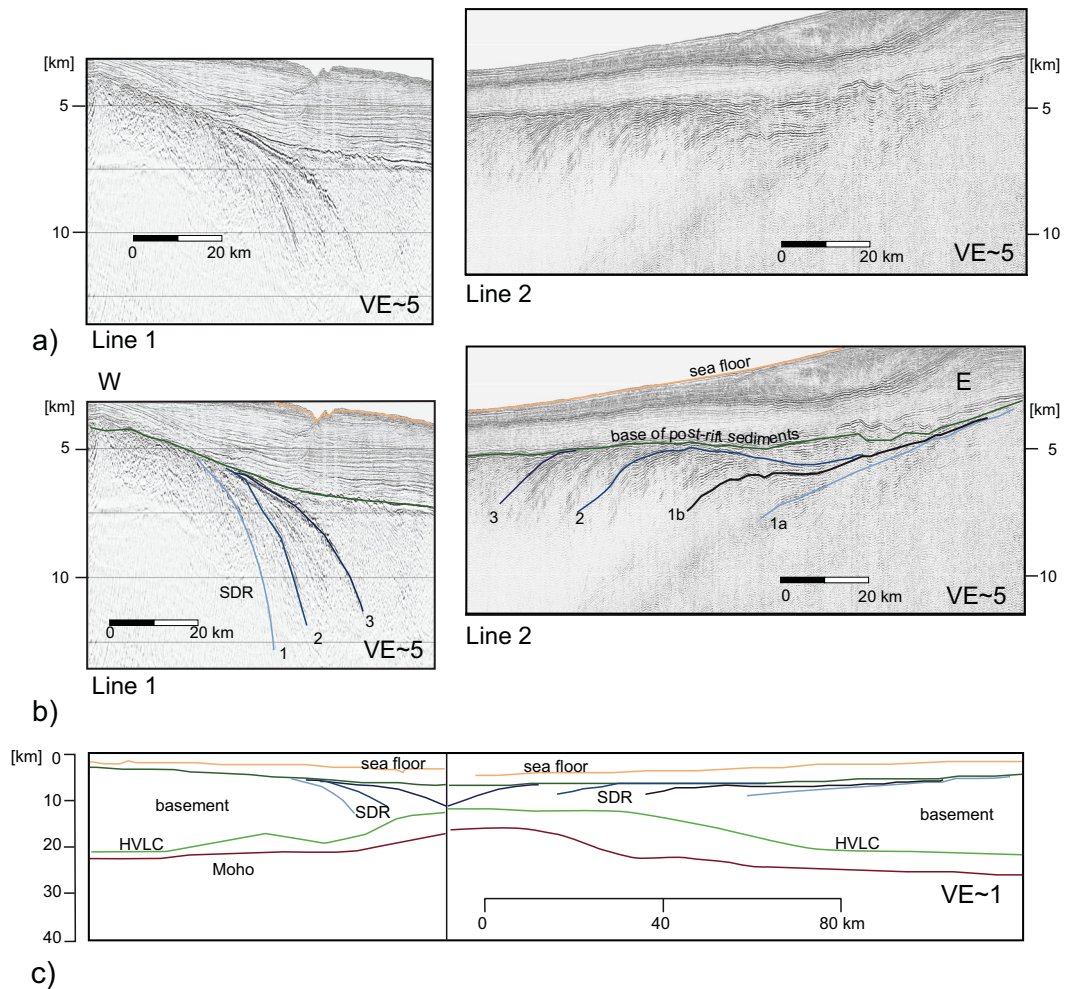 [km]
5
10
0
20 km
VE~5
Line 1
[km]
5
10
0
20 km
VE~5
Line 2
a)
W
[km]
5
10
SDR
0
20 km
1
2
3
VE~5
Line 1
E
[km]
sea floor
base of post-rift sediments
5
3
2
1b
1a
10
0
20 km
VE~5
Line 2
b)
[km]
0
10
20
30
40
sea floor
basement
SDR
HVLC
Moho
sea floor
SDR
basement
HVLC
VE~1
0
40
80 km
c)